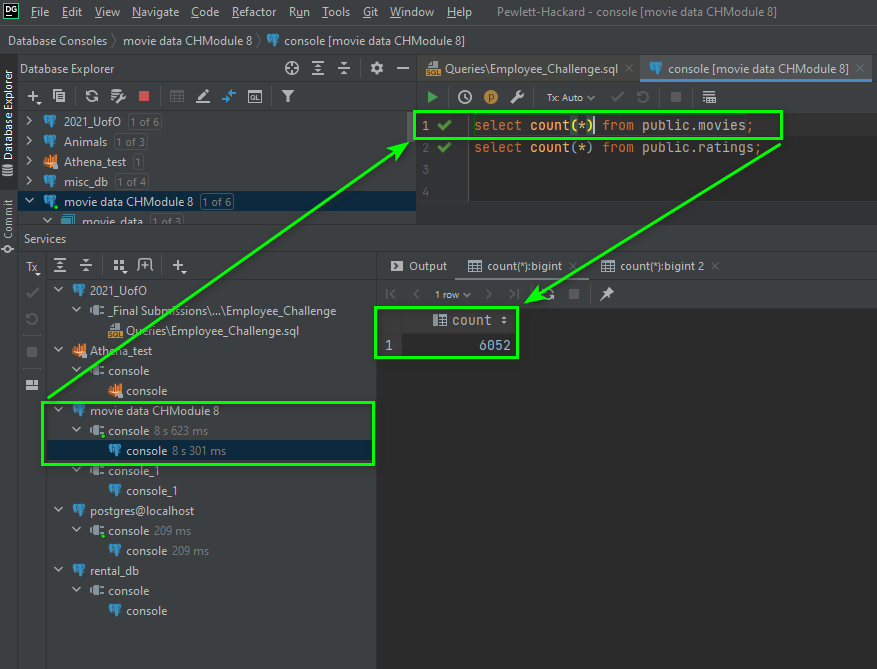 DG File Edit View Navigate Code Refactor Run Tools Git Window Help Pewlett-Hackard - console [movie data CHModule 8]
Database Consoles movie data CHModule 8 console [movie data CHModule 8]
Database Explorer
Commit
Database Explorer
2021_UofO 1 of 6
Animals 1 of 3
Athena_test 1
misc_db 1 of 4
movie data CHModule 8 1 of 6
movie_data 1 of 3
Queries\Employee_Challenge.sql console [movie data CHModule 8]
Tx: Auto
1 select count(*) from public.movies;
2 select count(*) from public.ratings;
3
4
Services
Tx
2021_UofO
_Final Submissions\...\Employee_Challenge
Queries\Employee_Challenge.sql
Athena_test
console
console
movie data CHModule 8
console 8 s 623 ms
console 8 s 301 ms
console_1
console_1
postgres@localhost
console 209 ms
console 209 ms
rental_db
console
console
Output count(*):bigint count(*):bigint 2
1 row
count
1 6052